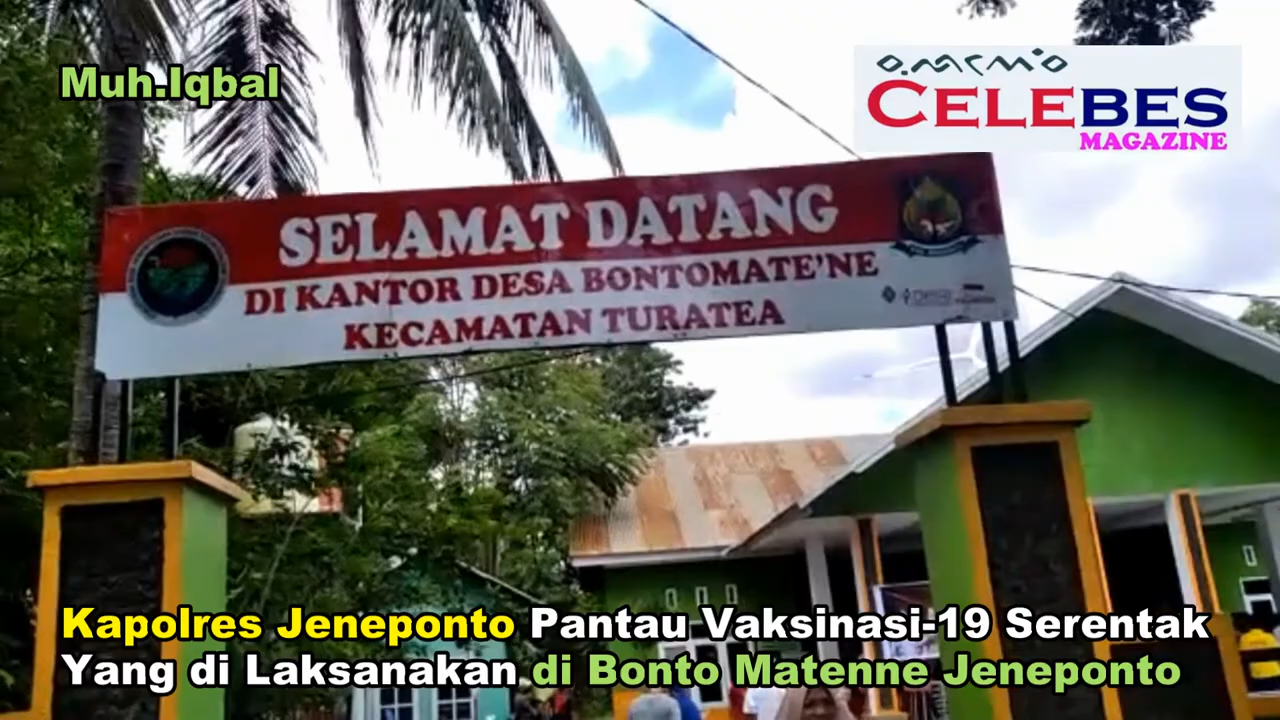 Muh.Iqbal
CELEBES
MAGAZINE
SELAMAT DATANG
DI KANTOR DESA BONTOMATE'NE
KECAMATAN TURATEA
Kapolres Jeneponto Pantau Vaksinasi-19 Serentak
Yang di Laksanakan di Bonto Matenne Jeneponto